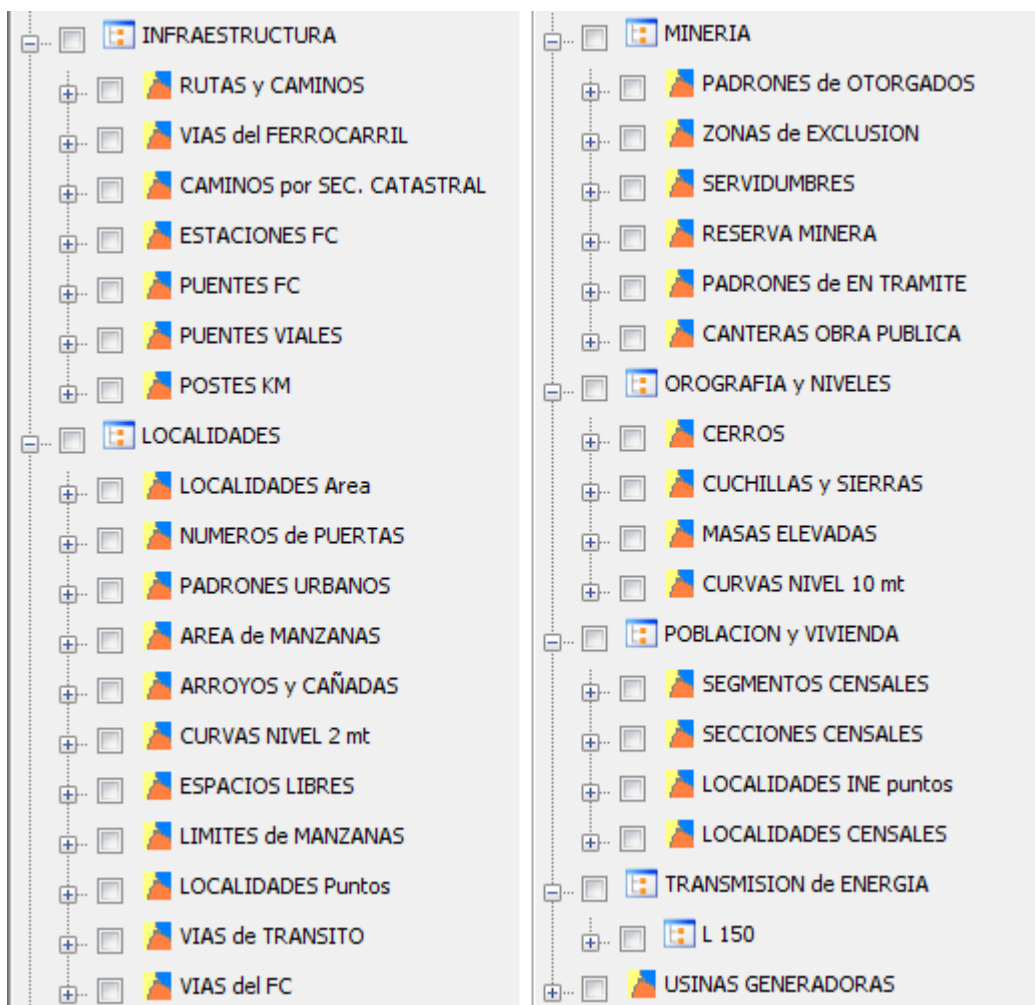 INFRAESTRUCTURA
RUTAS y CAMINOS
VIAS del FERROCARRIL
CAMINOS por SEC. CATASTRAL
ESTACIONES FC
PUENTES FC
PUENTES VIALES
POSTES KM
LOCALIDADES
LOCALIDADES Area
NUMEROS de PUERTAS
PADRONES URBANOS
AREA de MANZANAS
ARROYOS y CAÑADAS
CURVAS NIVEL 2 mt
ESPACIOS LIBRES
LIMITES de MANZANAS
LOCALIDADES Puntos
VIAS de TRANSITO
VIAS del FC
MINERIA
PADRONES de OTORGADOS
ZONAS de EXCLUSION
SERVIDUMBRES
RESERVA MINERA
PADRONES de EN TRAMITE
CANTERAS OBRA PUBLICA
OROGRAFIA y NIVELES
CERROS
CUCHILLAS y SIERRAS
MASAS ELEVADAS
CURVAS NIVEL 10 mt
POBLACION y VIVIENDA
SEGMENTOS CENSALES
SECCIONES CENSALES
LOCALIDADES INE puntos
LOCALIDADES CENSALES
TRANSMISION de ENERGIA
L 150
USINAS GENERADORAS